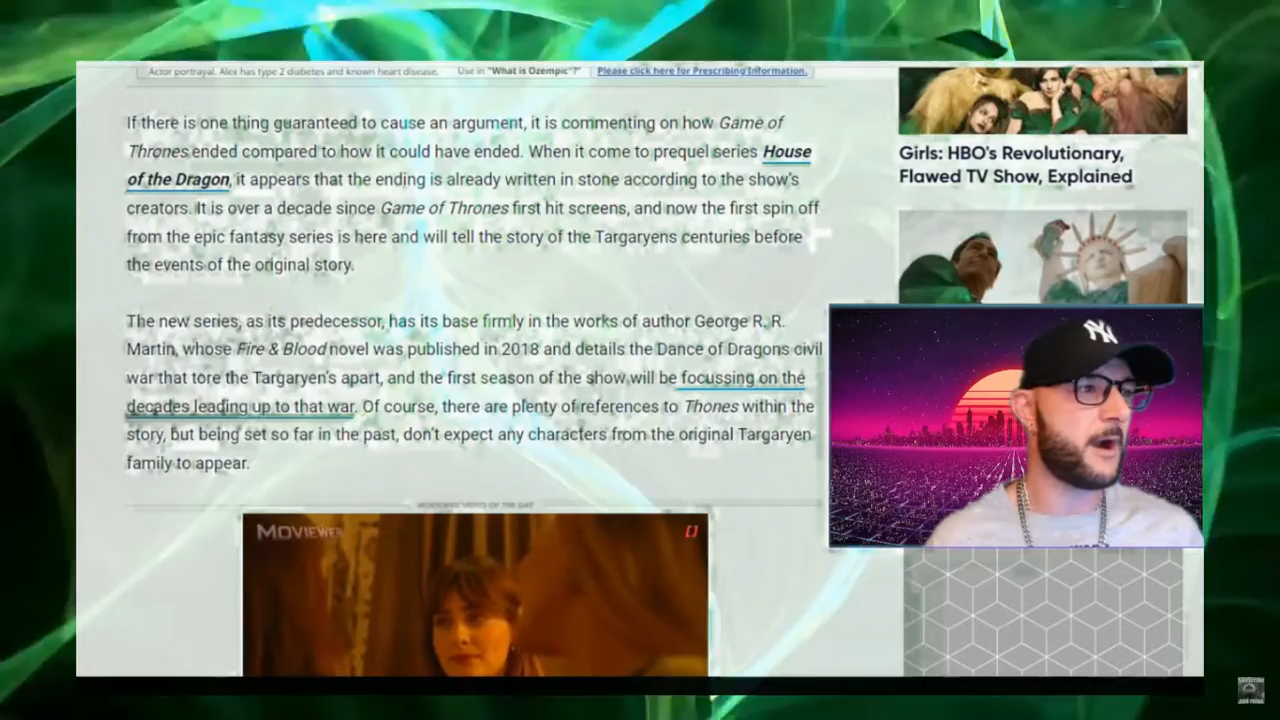 Actor portrayal. Alex has type 2 diabetes and known heart disease. Use in "What is Ozempic®?" Please click here for Prescribing Information.
If there is one thing guaranteed to cause an argument, it is commenting on how Game of
Thrones ended compared to how it could have ended. When it come to prequel series House
of the Dragon, it appears that the ending is already written in stone according to the show's
creators. It is over a decade since Game of Thrones first hit screens, and now the first spin off
from the epic fantasy series is here and will tell the story of the Targaryens centuries before
the events of the original story.
The new series, as its predecessor, has its base firmly in the works of author George R. R.
Martin, whose Fire & Blood novel was published in 2018 and details the Dance of Dragons civil
war that tore the Targaryen's apart, and the first season of the show will be focussing on the
decades leading up to that war. Of course, there are plenty of references to Thones within the
story, but being set so far in the past, don't expect any characters from the original Targaryen
family to appear.
MOVIEWEB VIDEO OF THE DAY
MOVIEWEB
Girls: HBO's Revolutionary,
Flawed TV Show, Explained
NY